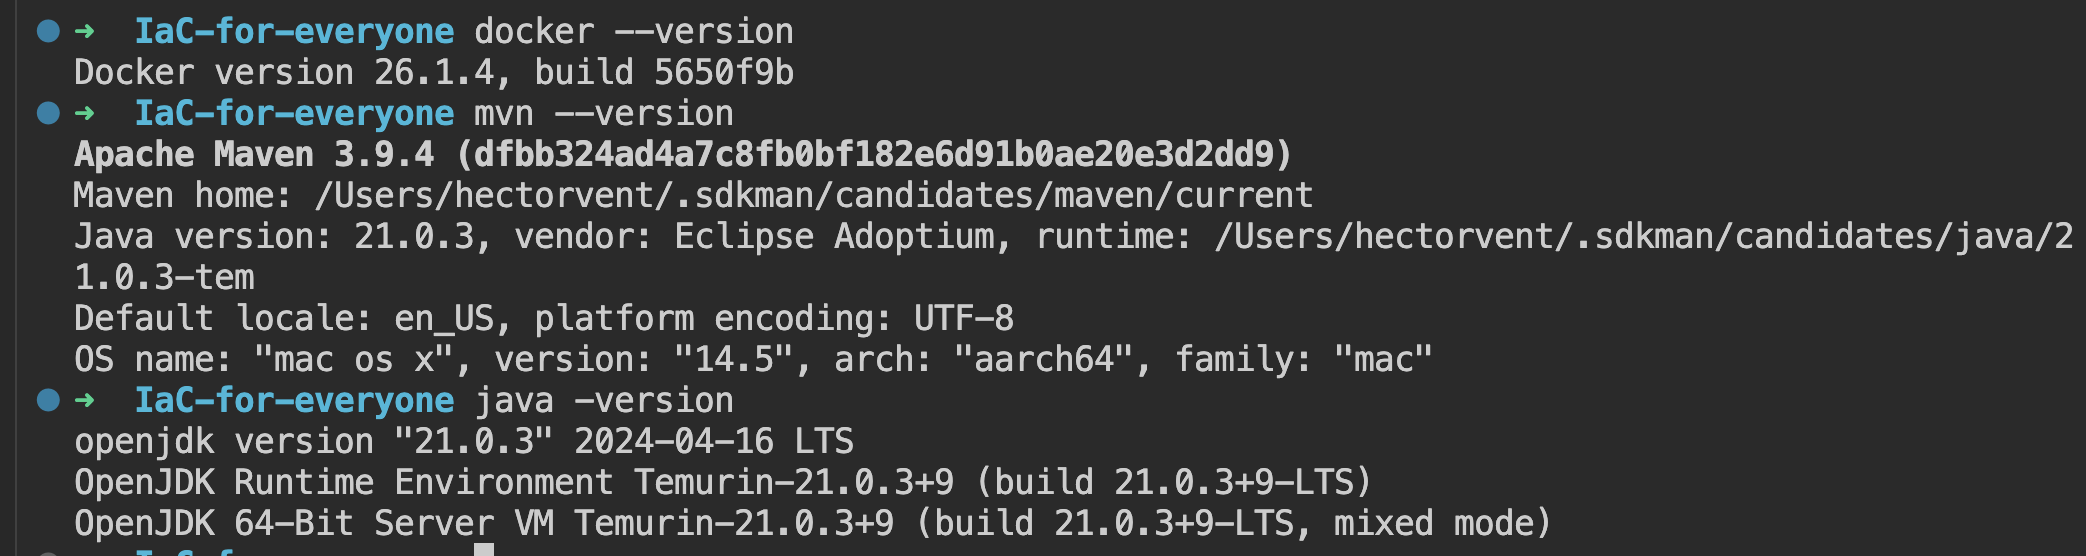 ➜ IaC-for-everyone docker --version
Docker version 26.1.4, build 5650f9b
➜ IaC-for-everyone mvn --version
Apache Maven 3.9.4 (dfbb324ad4a7c8fb0bf182e6d91b0ae20e3d2dd9)
Maven home: /Users/hectorvent/.sdkman/candidates/maven/current
Java version: 21.0.3, vendor: Eclipse Adoptium, runtime: /Users/hectorvent/.sdkman/candidates/java/2
1.0.3-tem
Default locale: en_US, platform encoding: UTF-8
OS name: "mac os x", version: "14.5", arch: "aarch64", family: "mac"
➜ IaC-for-everyone java -version
openjdk version "21.0.3" 2024-04-16 LTS
OpenJDK Runtime Environment Temurin-21.0.3+9 (build 21.0.3+9-LTS)
OpenJDK 64-Bit Server VM Temurin-21.0.3+9 (build 21.0.3+9-LTS, mixed mode)